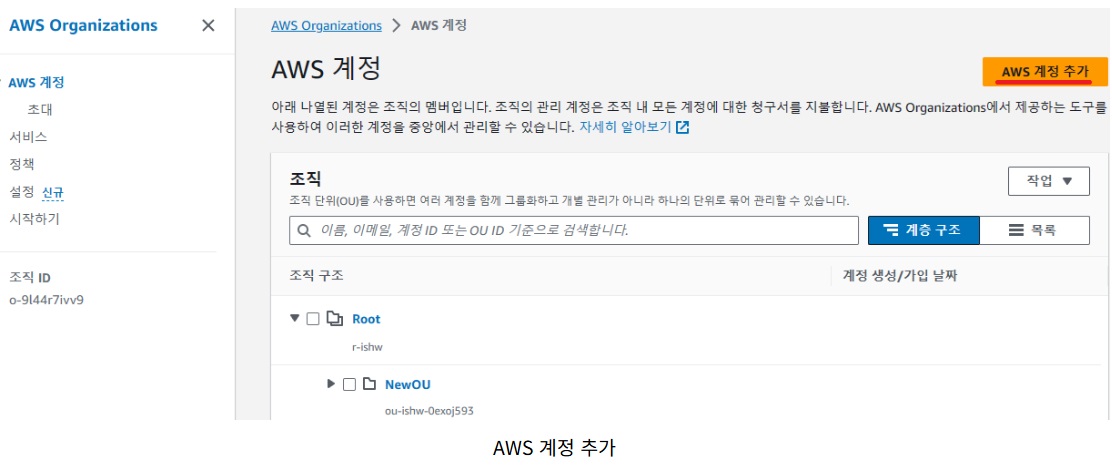 AWS Organizations
AWS 계정
초대
서비스
정책
설정 신규
시작하기
조직 ID
o-9l44r7ivv9
AWS Organizations > AWS 계정
AWS 계정
AWS 계정 추가
아래 나열된 계정은 조직의 멤버입니다. 조직의 관리 계정은 조직 내 모든 계정에 대한 청구서를 지불합니다. AWS Organizations에서 제공하는 도구를
사용하여 이러한 계정을 중앙에서 관리할 수 있습니다. 자세히 알아보기
조직
작업
조직 단위(OU)를 사용하면 여러 계정을 함께 그룹화하고 개별 관리가 아니라 하나의 단위로 묶어 관리할 수 있습니다.
이름, 이메일, 계정 ID 또는 OU ID 기준으로 검색합니다.
계층 구조
목록
조직 구조
계정 생성/가입 날짜
Root
r-ishw
NewOU
ou-ishw-0exoj593
AWS 계정 추가